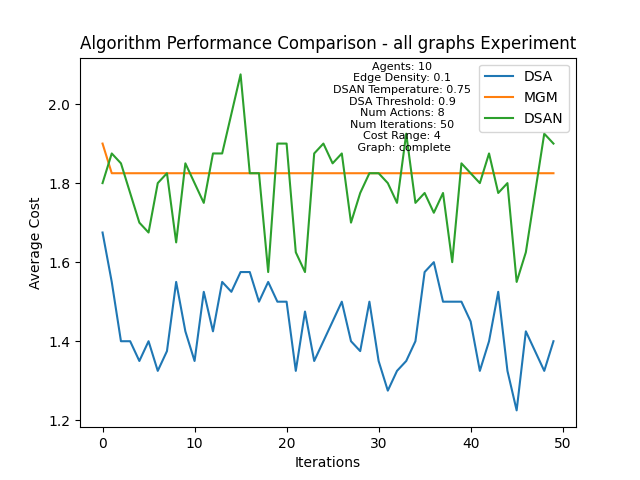 Algorithm Performance Comparison - all graphs Experiment
Agents: 10
Edge Density: 0.1
DSAN Temperature: 0.75
DSA Threshold: 0.9
Num Actions: 8
Num Iterations: 50
Cost Range: 4
Graph: complete
DSA
MGM
DSAN
2.0
1.8
1.6
1.4
1.2
Average Cost
0 10 20 30 40 50
Iterations